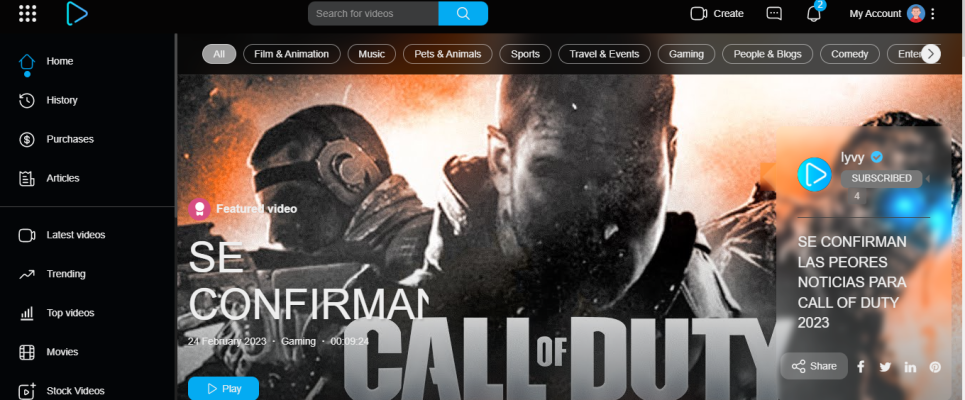 Search for videos
Create
2
My Account
Home
History
Purchases
Articles
Latest videos
Trending
Top videos
Movies
Stock Videos
All
Film & Animation
Music
Pets & Animals
Sports
Travel & Events
Gaming
People & Blogs
Comedy
Enter
Featured video
SE
CONFIRMAN
24 February 2023 · Gaming · 00:09:24
Play
CALL OF DUTY
lyvy
SUBSCRIBED
4
SE CONFIRMAN
LAS PEORES
NOTICIAS PARA
CALL OF DUTY
2023
Share